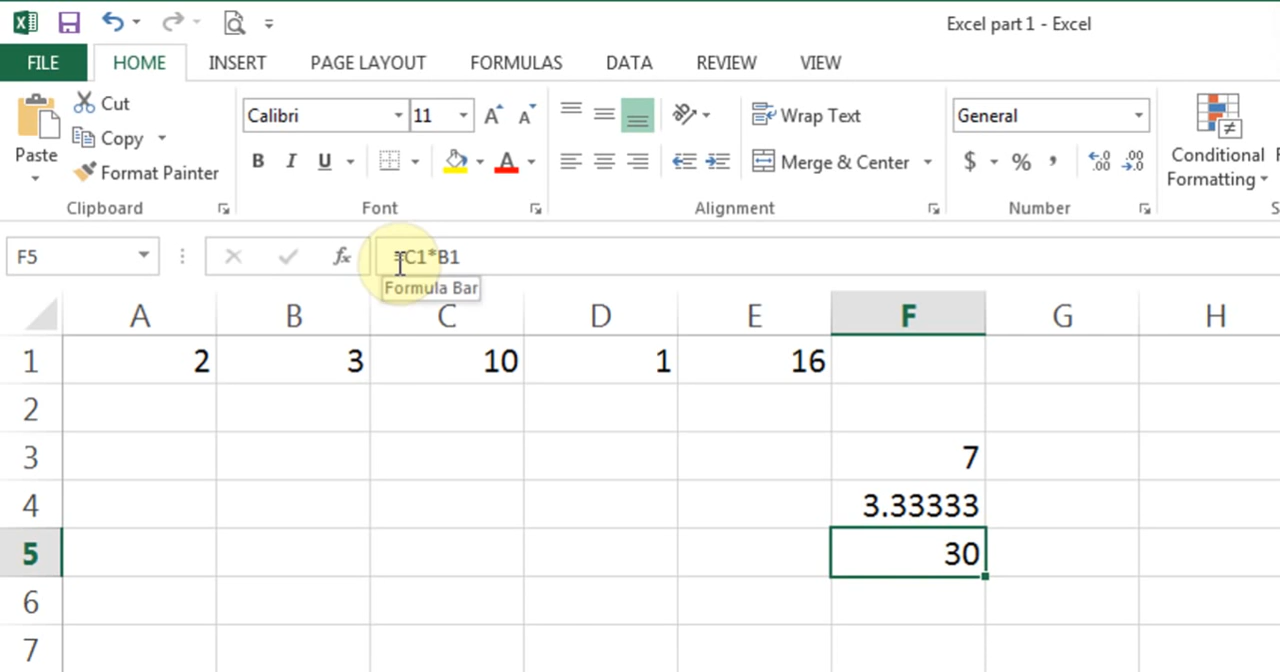 Excel part 1 - Excel
FILE HOME INSERT PAGE LAYOUT FORMULAS DATA REVIEW VIEW
Cut
Copy
Format Painter
Paste
Clipboard
Calibri 11
B I U
Font
Wrap Text
Merge & Center
Alignment
General
$ % ,
Number
Conditional
Formatting
F5 fx =C1*B1
Formula Bar
A B C D E F G H
1 2 3 10 1 16
2
3 7
4 3.33333
5 30
6
7